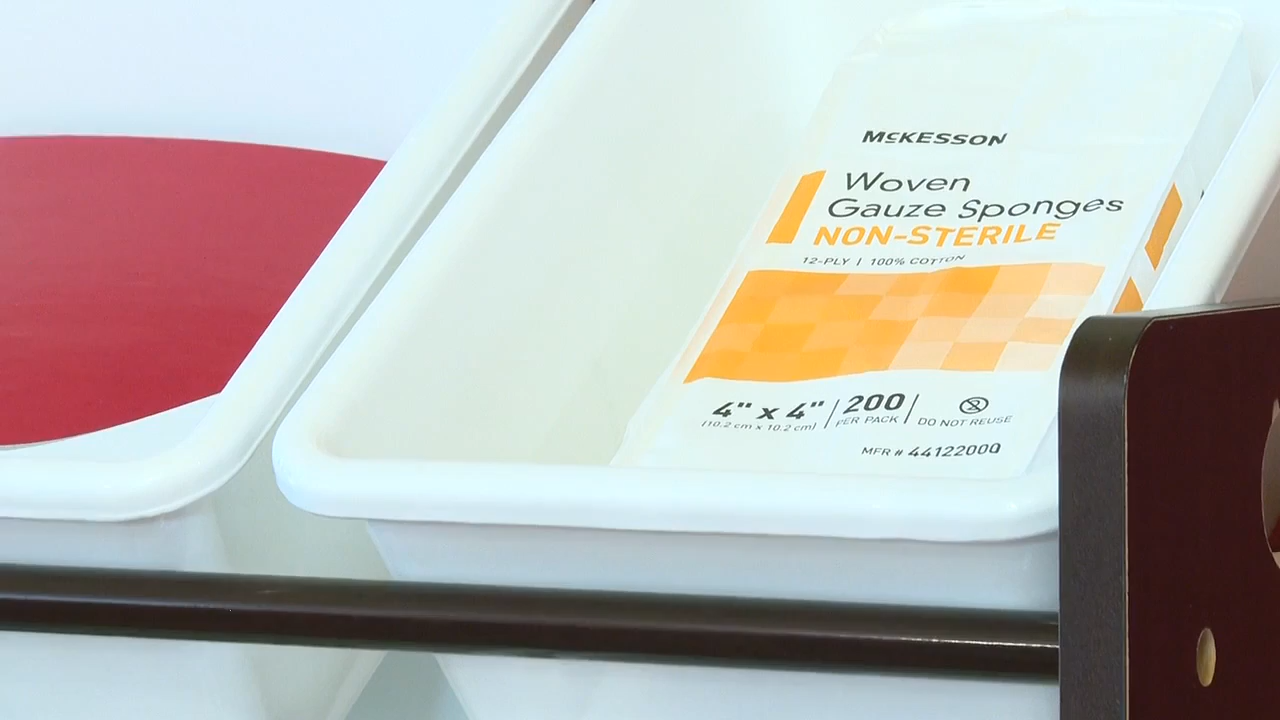 McKESSON
Woven
Gauze Sponges
NON-STERILE
12-PLY | 100% COTTON
4" x 4" | 200 |
(10.2 cm x 10.2 cm) PER PACK DO NOT REUSE
MFR # 44122000